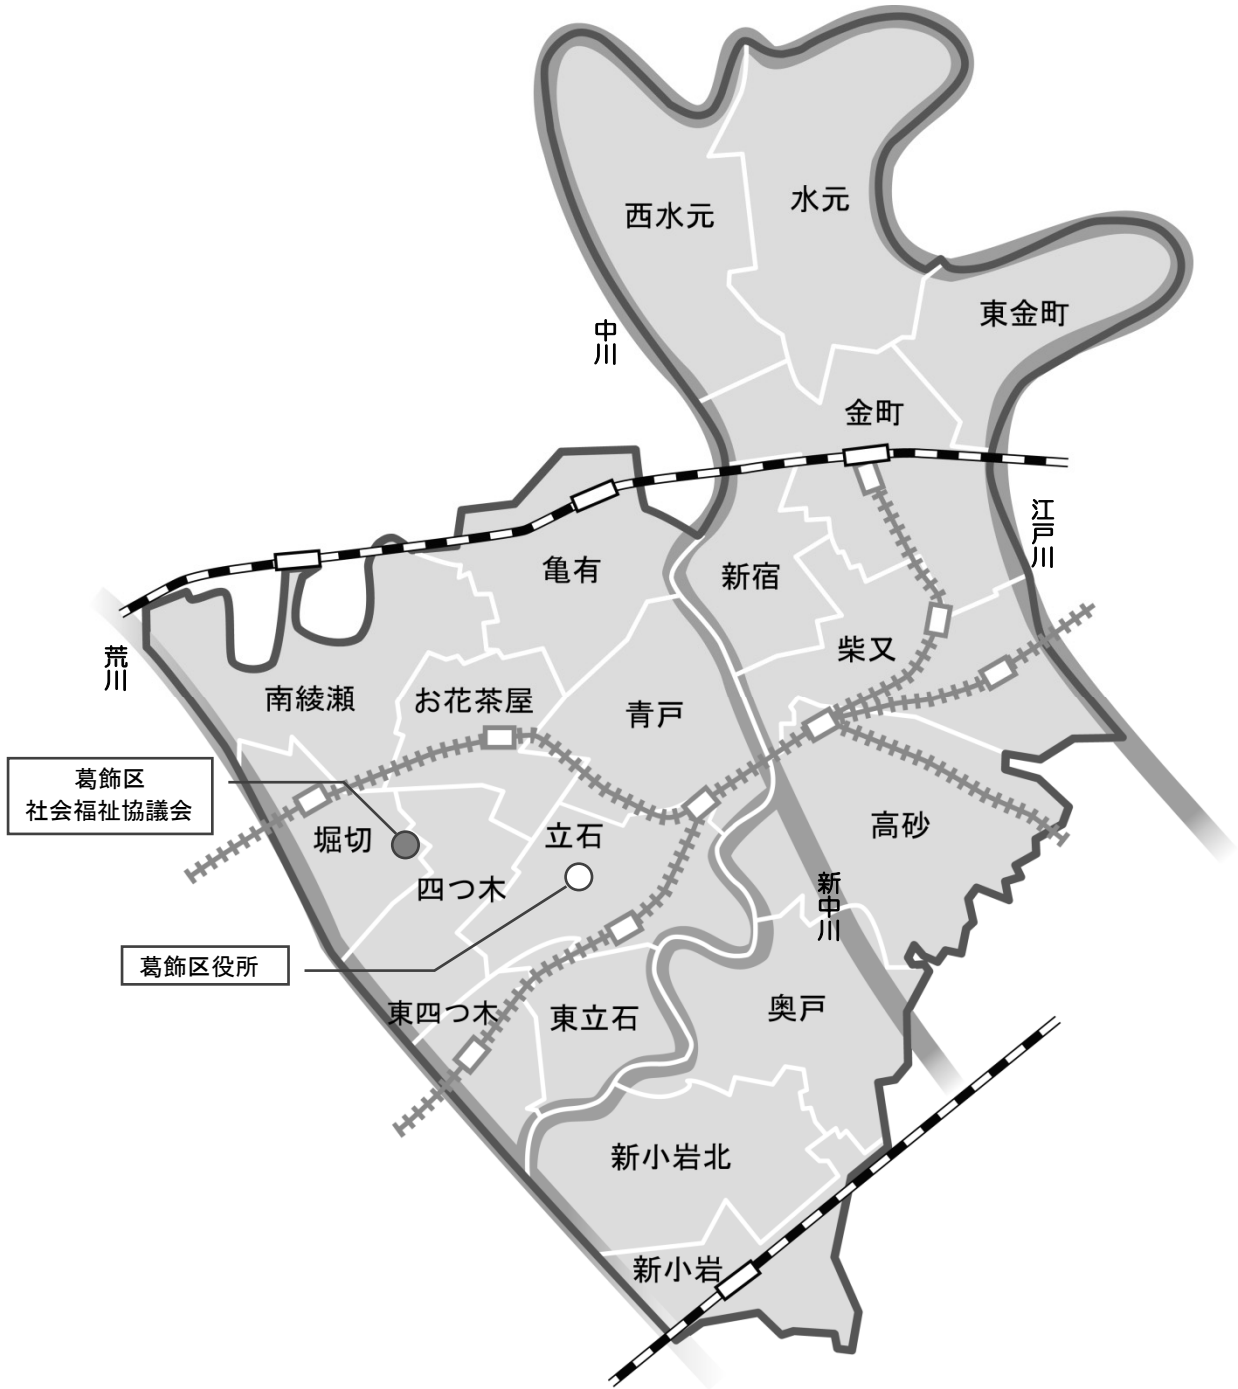 水元
西水元
東金町
中川
金町
江戸川
亀有
新宿
柴又
荒川
南綾瀬
お花茶屋
青戸
葛飾区
社会福祉協議会
堀切
立石
高砂
四つ木
新中川
葛飾区役所
東四つ木
東立石
奥戸
新小岩北
新小岩